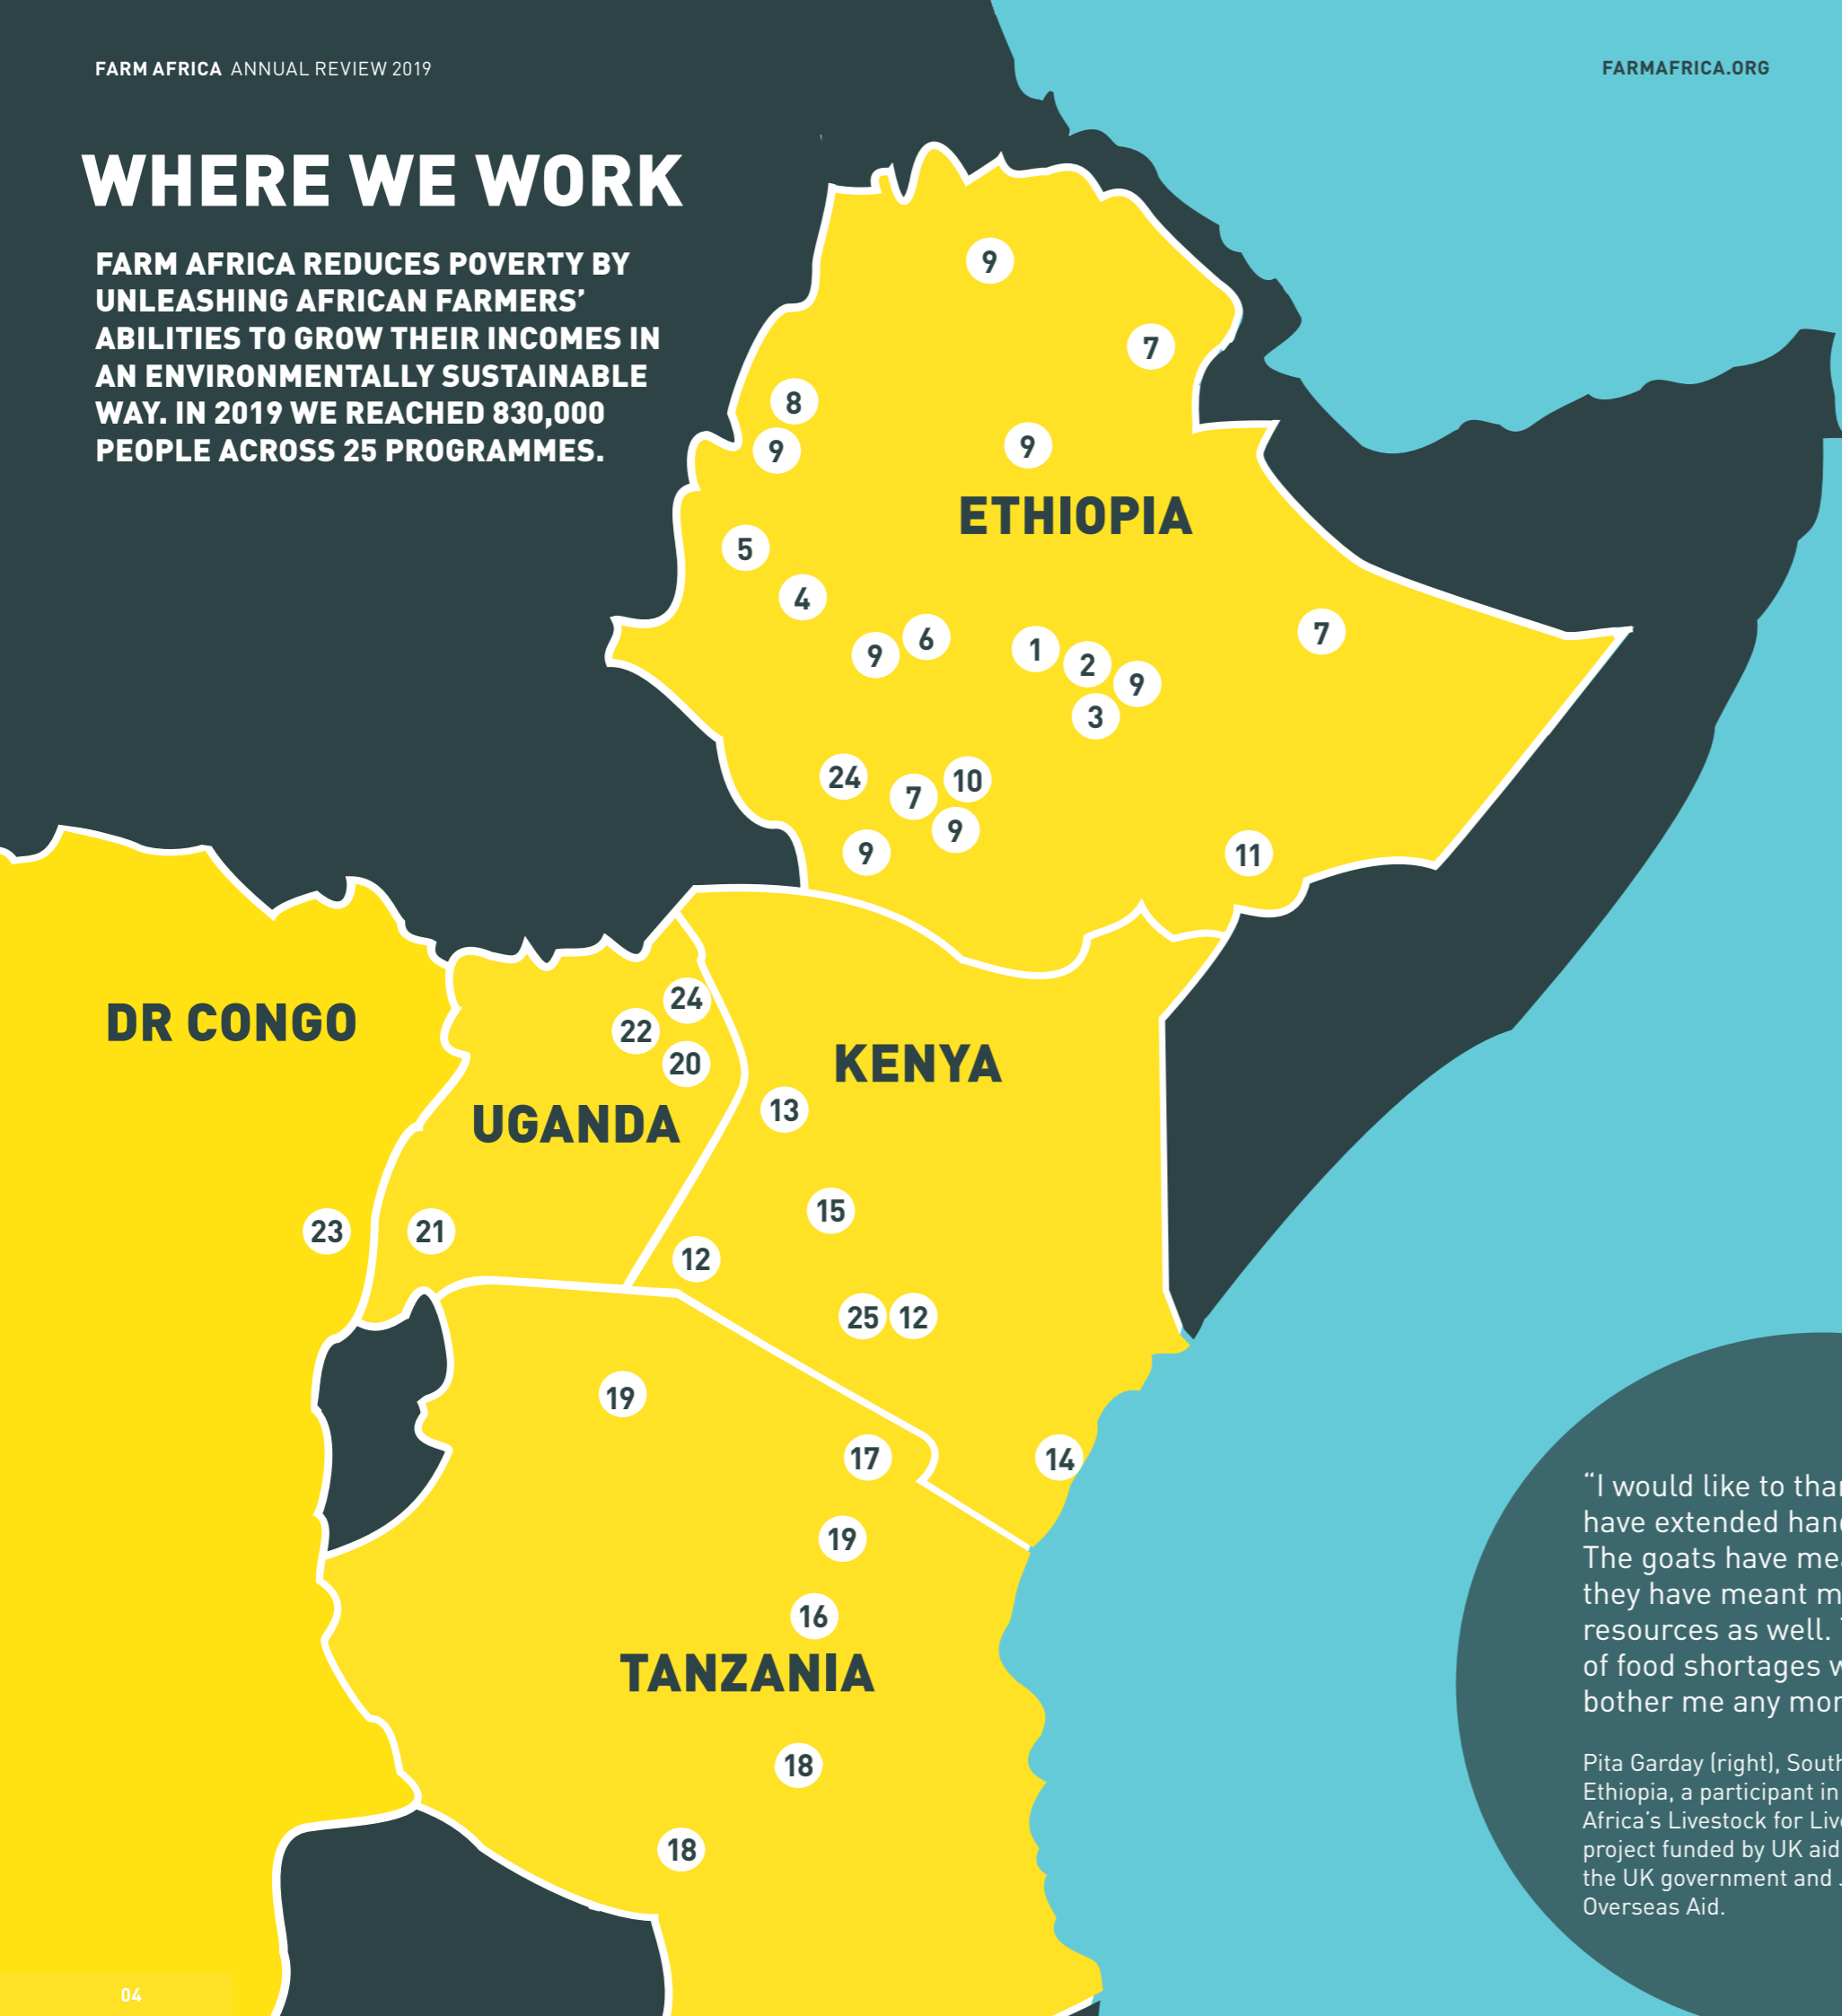 FARM AFRICA ANNUAL REVIEW 2019
FARMAFRICA.ORG
WHERE WE WORK
FARM AFRICA REDUCES POVERTY BY
UNLEASHING AFRICAN FARMERS’
ABILITIES TO GROW THEIR INCOMES IN
AN ENVIRONMENTALLY SUSTAINABLE
WAY. IN 2019 WE REACHED 830,000
PEOPLE ACROSS 25 PROGRAMMES.
9
7
8
9
9
ETHIOPIA
5
4
9
6
1
2
9
3
7
24
7
10
9
9
11
DR CONGO
24
22
20
UGANDA
KENYA
13
23
21
15
12
25
12
19
17
14
19
16
TANZANIA
18
18
“I would like to
have extended
The goats have
they have meant
resources as well.
of food shortages
bother me any
Pita Garday (right),
Ethiopia, a participant in
Africa’s Livestock for
project funded by UK aid
the UK government and
Overseas Aid.
04